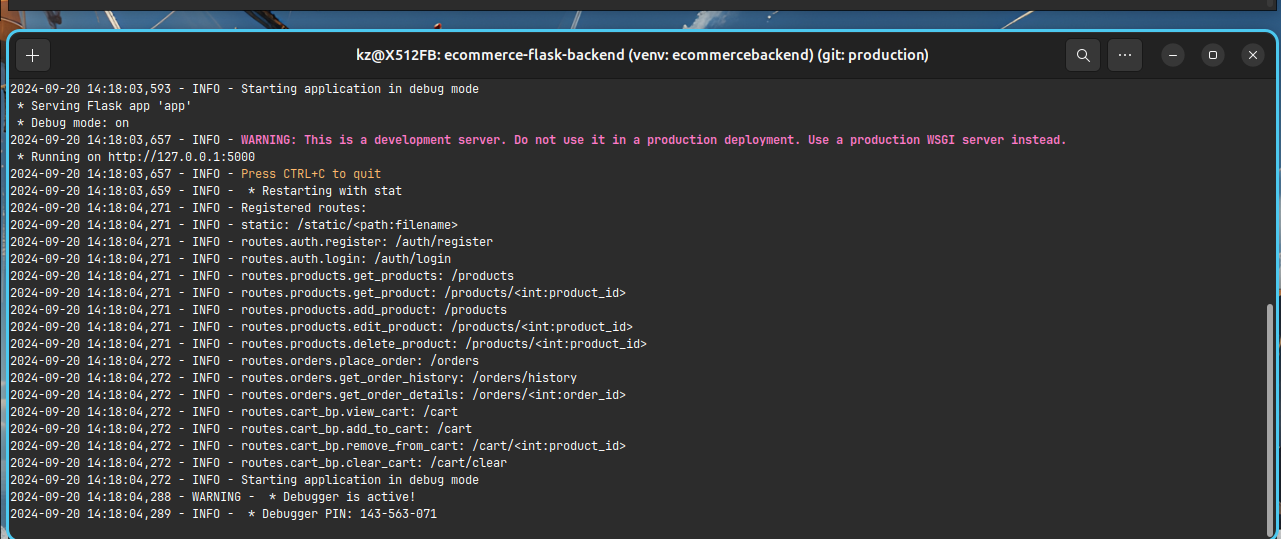 kz@X512FB: ecommerce-flask-backend (venv: ecommercebackend) (git: production)
2024-09-20 14:18:03,593 - INFO - Starting application in debug mode
 * Serving Flask app 'app'
 * Debug mode: on
2024-09-20 14:18:03,657 - INFO - WARNING: This is a development server. Do not use it in a production deployment. Use a production WSGI server instead.
 * Running on http://127.0.0.1:5000
2024-09-20 14:18:03,657 - INFO - Press CTRL+C to quit
2024-09-20 14:18:03,659 - INFO -  * Restarting with stat
2024-09-20 14:18:04,271 - INFO - Registered routes:
2024-09-20 14:18:04,271 - INFO - static: /static/<path:filename>
2024-09-20 14:18:04,271 - INFO - routes.auth.register: /auth/register
2024-09-20 14:18:04,271 - INFO - routes.auth.login: /auth/login
2024-09-20 14:18:04,271 - INFO - routes.products.get_products: /products
2024-09-20 14:18:04,271 - INFO - routes.products.get_product: /products/<int:product_id>
2024-09-20 14:18:04,271 - INFO - routes.products.add_product: /products
2024-09-20 14:18:04,271 - INFO - routes.products.edit_product: /products/<int:product_id>
2024-09-20 14:18:04,271 - INFO - routes.products.delete_product: /products/<int:product_id>
2024-09-20 14:18:04,272 - INFO - routes.orders.place_order: /orders
2024-09-20 14:18:04,272 - INFO - routes.orders.get_order_history: /orders/history
2024-09-20 14:18:04,272 - INFO - routes.orders.get_order_details: /orders/<int:order_id>
2024-09-20 14:18:04,272 - INFO - routes.cart_bp.view_cart: /cart
2024-09-20 14:18:04,272 - INFO - routes.cart_bp.add_to_cart: /cart
2024-09-20 14:18:04,272 - INFO - routes.cart_bp.remove_from_cart: /cart/<int:product_id>
2024-09-20 14:18:04,272 - INFO - routes.cart_bp.clear_cart: /cart/clear
2024-09-20 14:18:04,272 - INFO - Starting application in debug mode
2024-09-20 14:18:04,288 - WARNING -  * Debugger is active!
2024-09-20 14:18:04,289 - INFO -  * Debugger PIN: 143-563-071